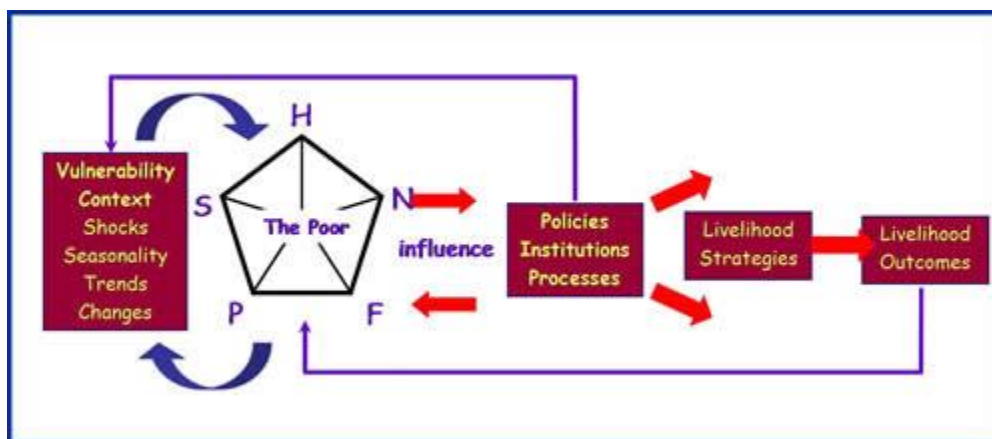 Vulnerability
Context
Shocks
Seasonality
Trends
Changes
H
S
N
The Poor
P
F
influence
Policies
Institutions
Processes
Livelihood
Strategies
Livelihood
Outcomes